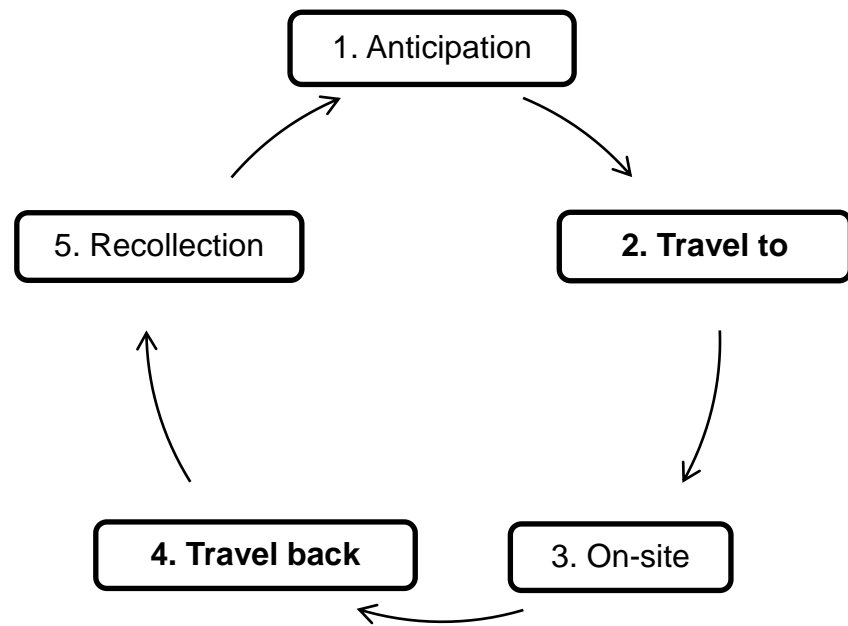 1. Anticipation
2. Travel to
3. On-site
4. Travel back
5. Recollection